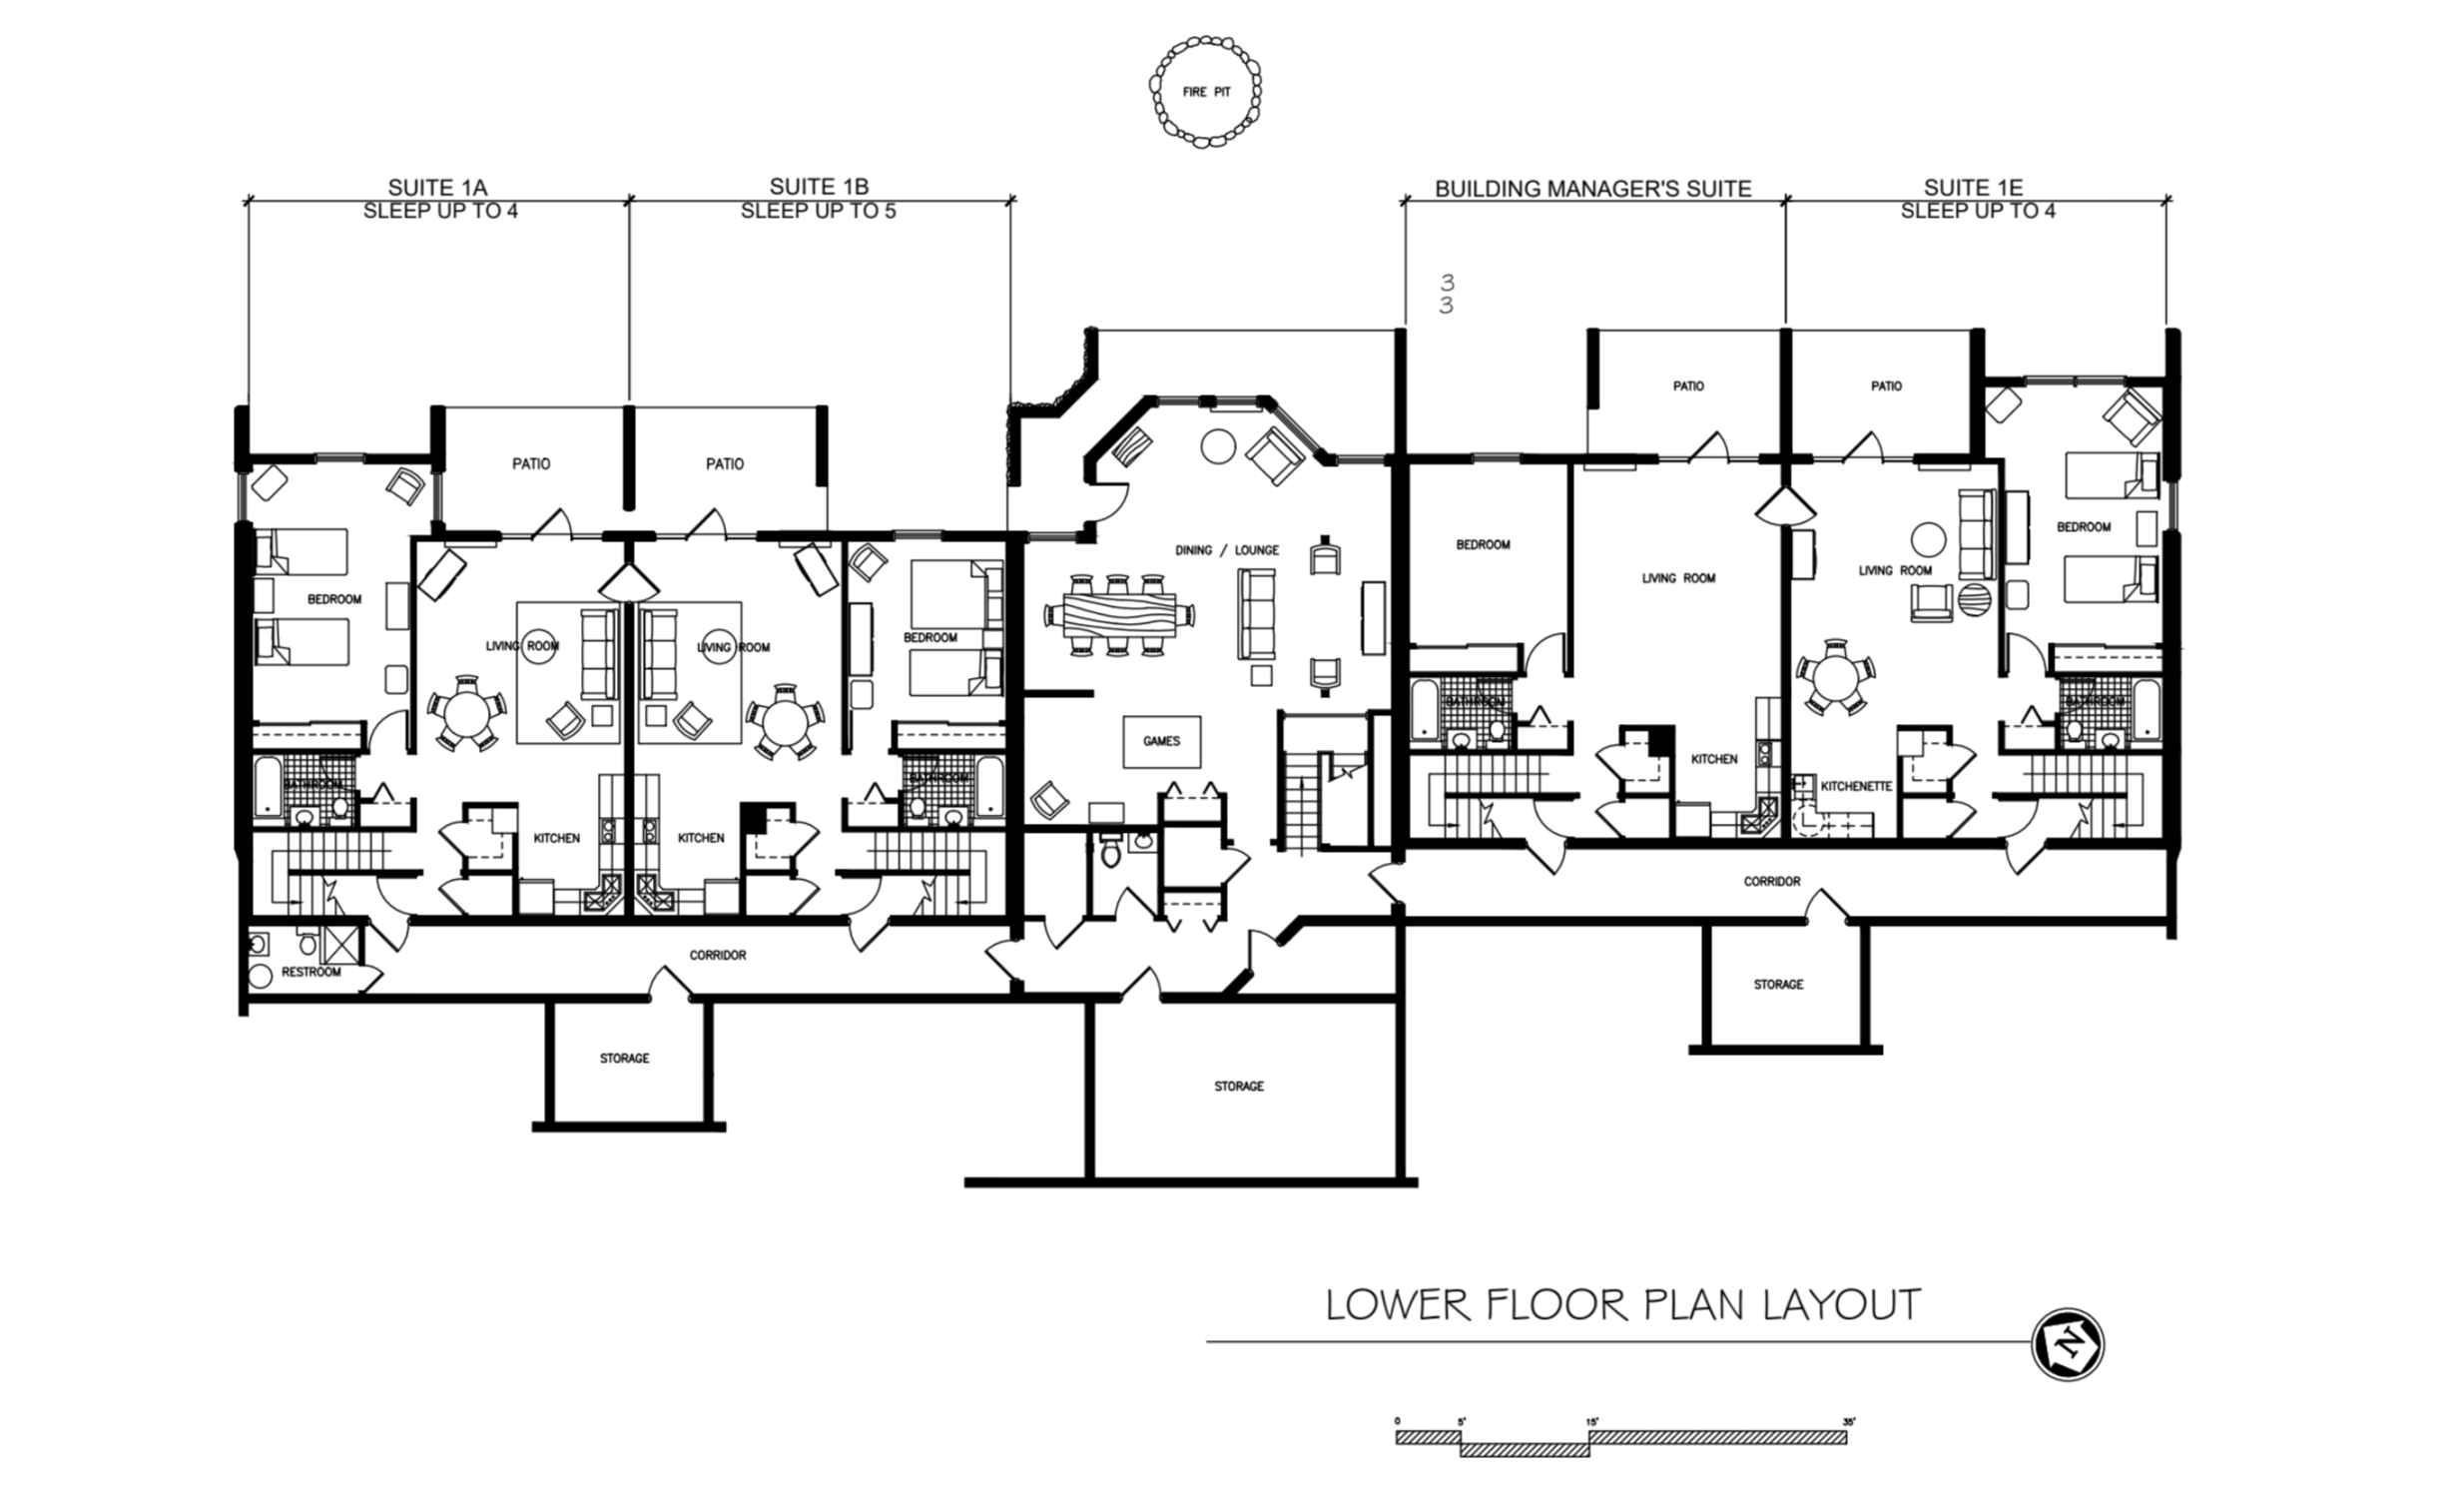 FIRE PIT
SUITE 1A
SLEEP UP TO 4
SUITE 1B
SLEEP UP TO 5
BUILDING MANAGER'S SUITE
SUITE 1E
SLEEP UP TO 4
3
3
PATIO
PATIO
PATIO
PATIO
BEDROOM
LIVING ROOM
LIVING ROOM
BEDROOM
DINING / LOUNGE
BEDROOM
LIVING ROOM
LIVING ROOM
BEDROOM
BATHROOM
BATHROOM
GAMES
KITCHEN
KITCHENETTE
BATHROOM
KITCHEN
KITCHEN
BATHROOM
CORRIDOR
CORRIDOR
RESTROOM
STORAGE
STORAGE
STORAGE
LOWER FLOOR PLAN LAYOUT
N
0 5' 15' 35'